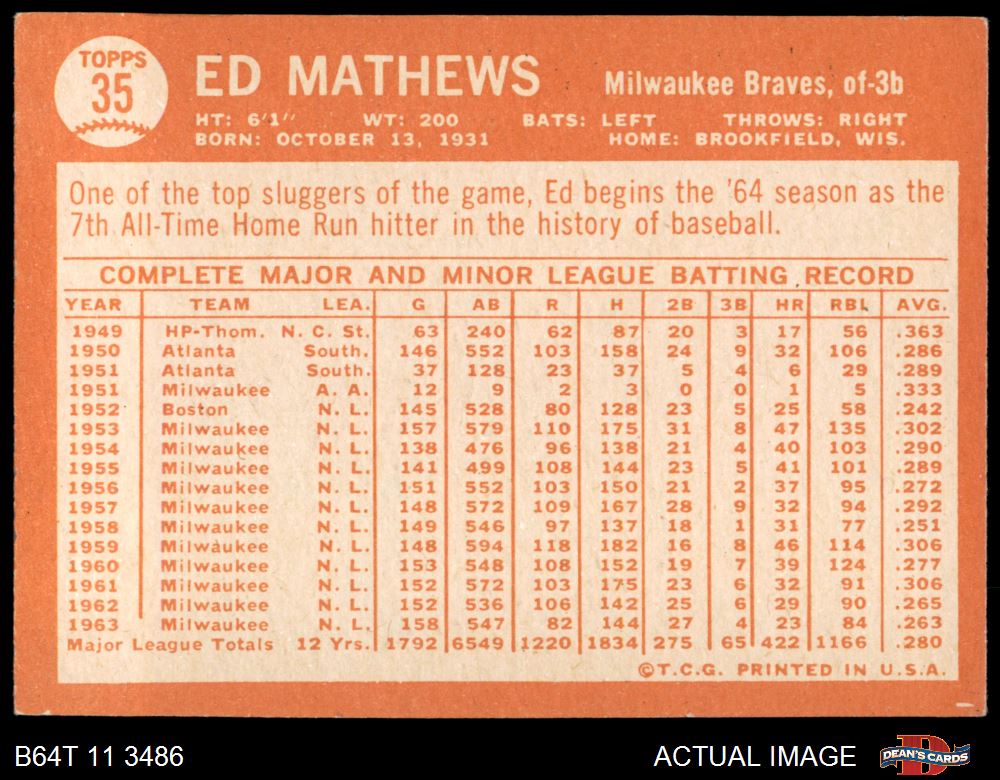 TOPPS
35
ED MATHEWS
Milwaukee Braves, of-3b
HT: 6'1" WT: 200 BATS: LEFT THROWS: RIGHT
BORN: OCTOBER 13, 1931 HOME: BROOKFIELD, WIS.
One of the top sluggers of the game, Ed begins the '64 season as the
7th All-Time Home Run hitter in the history of baseball.
COMPLETE MAJOR AND MINOR LEAGUE BATTING RECORD
YEAR TEAM LEA. G AB R H 2B 3B HR RBI. AVG.
1949 HP-Thom. N. C. St. 63 240 62 87 20 3 17 56 .363
1950 Atlanta South. 146 552 103 158 24 9 32 106 .286
1951 Atlanta South. 37 128 23 37 5 4 6 29 .289
1951 Milwaukee A. A. 12 9 2 3 0 0 1 5 .333
1952 Boston N. L. 145 528 80 128 23 5 25 58 .242
1953 Milwaukee N. L. 157 579 110 175 31 8 47 135 .302
1954 Milwaukee N. L. 138 476 96 138 21 4 40 103 .290
1955 Milwaukee N. L. 141 499 108 144 23 5 41 101 .289
1956 Milwaukee N. L. 151 552 103 150 21 2 37 95 .272
1957 Milwaukee N. L. 148 572 109 167 28 9 32 94 .292
1958 Milwaukee N. L. 149 546 97 137 18 1 31 77 .251
1959 Milwaukee N. L. 148 594 118 182 16 8 46 114 .306
1960 Milwaukee N. L. 153 548 108 152 19 7 39 124 .277
1961 Milwaukee N. L. 152 572 103 175 23 6 32 91 .306
1962 Milwaukee N. L. 152 536 106 142 25 6 29 90 .265
1963 Milwaukee N. L. 158 547 82 144 27 4 23 84 .263
Major League Totals 12 Yrs. 1792 6549 1220 1834 275 65 422 1166 .280
©T.C.G. PRINTED IN U.S.A.
B64T 11 3486
ACTUAL IMAGE
D
DEAN'S CARDS